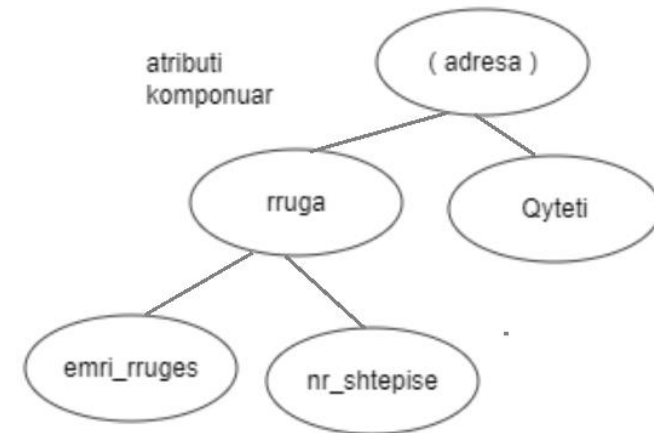 atributi
komponuar
( adresa )
rruga
Qyteti
emri_rruges
nr_shtepise